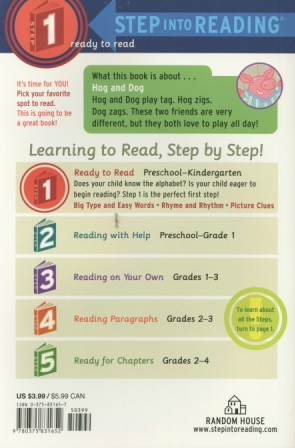 STEP
1
STEP INTO READING®
ready to read
It's time for YOU!
Pick your favorite
spot to read.
This is going to be
a great book!
What this book is about . . .
Hog and Dog
Hog and Dog play tag. Hog zigs.
Dog zags. These two friends are very
different, but they both love to play all day!
Learning to Read, Step by Step!
STEP
1
Ready to Read Preschool–Kindergarten
Does your child know the alphabet? Is your child eager to
begin reading? Step 1 is the perfect first step!
Big Type and Easy Words • Rhyme and Rhythm • Picture Clues
STEP
2
Reading with Help Preschool–Grade 1
STEP
3
Reading on Your Own Grades 1–3
STEP
4
Reading Paragraphs Grades 2–3
To learn about
all the Steps,
turn to page 1.
STEP
5
Ready for Chapters Grades 2–4
US $3.99 / $5.99 CAN
ISBN 0-375-83165-7
50399
9 780375 831652
RANDOM HOUSE
www.stepintoreading.com